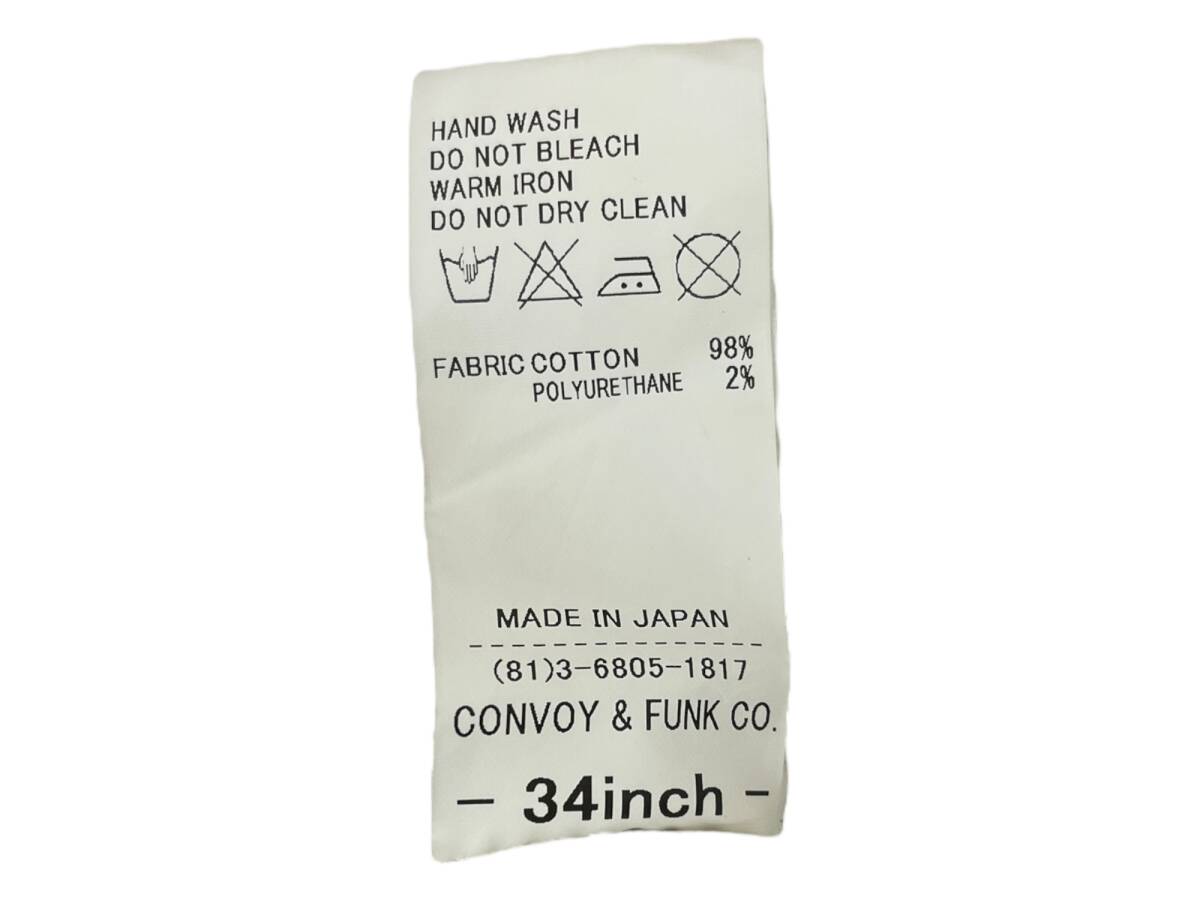 HAND WASH
DO NOT BLEACH
WARM IRON
DO NOT DRY CLEAN
FABRIC COTTON 98%
POLYURETHANE 2%
MADE IN JAPAN
(81)3-6805-1817
CONVOY & FUNK CO.
- 34inch -